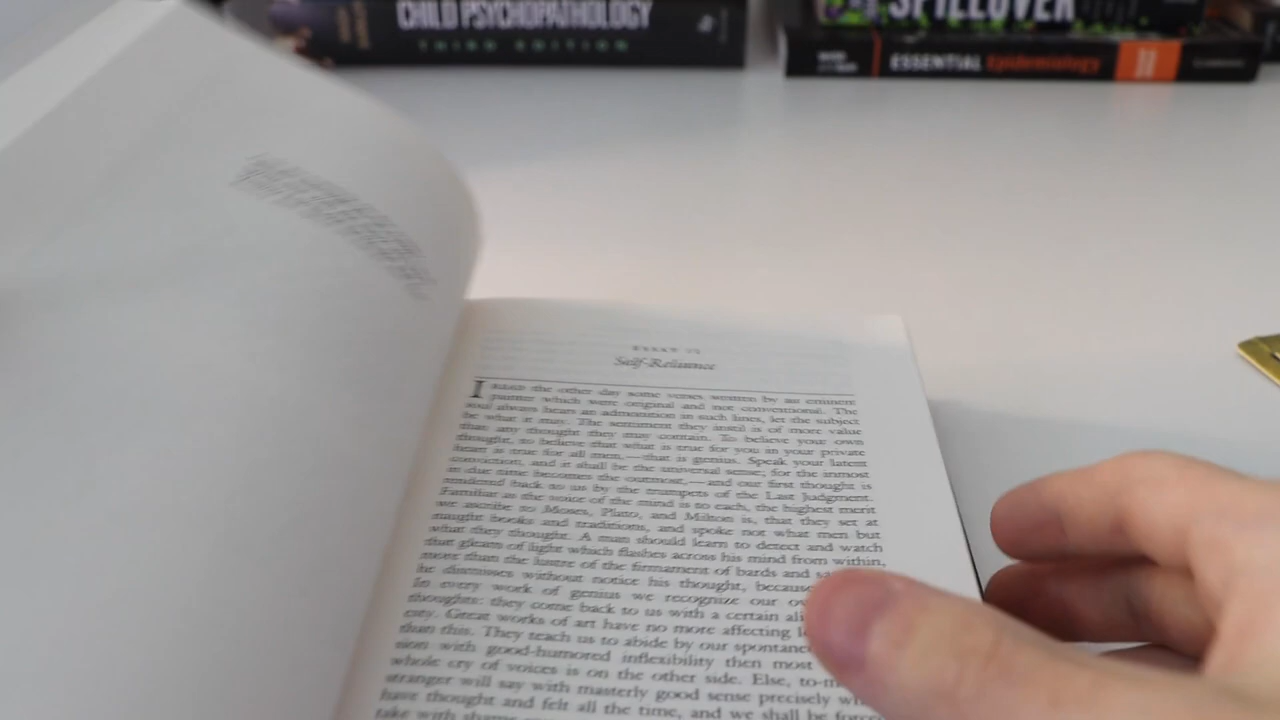 CHILD PSYCHOPATHOLOGY
THIRD EDITION
SPILLOVER
ESSENTIAL Epidemiology
ESSAY
Self-Reliance
I READ the other day some verses written by an eminent
painter which were original and not conventional. The
soul always hears an admonition in such lines, let the subject
be what it may. The sentiment they instil is of more value
than any thought they may contain. To believe your own
thought, to believe that what is true for you in your private
heart is true for all men,—that is genius. Speak your latent
conviction, and it shall be the universal sense; for the inmost
in due time becomes the outmost,—and our first thought is
rendered back to us by the trumpets of the Last Judgment.
Familiar as the voice of the mind is to each, the highest merit
we ascribe to Moses, Plato, and Milton is, that they set at
naught books and traditions, and spoke not what men but
what they thought. A man should learn to detect and watch
that gleam of light which flashes across his mind from within,
more than the lustre of the firmament of bards and
he dismisses without notice his thought, because
In every work of genius we recognize our
thoughts: they come back to us with a certain
Great works of art have no more affecting
than this. They teach us to abide by our
sion with good-humored inflexibility then most
whole cry of voices is on the other side. Else,
stranger will say with masterly good sense precisely
have thought and felt all the time, and we shall be
take with shame